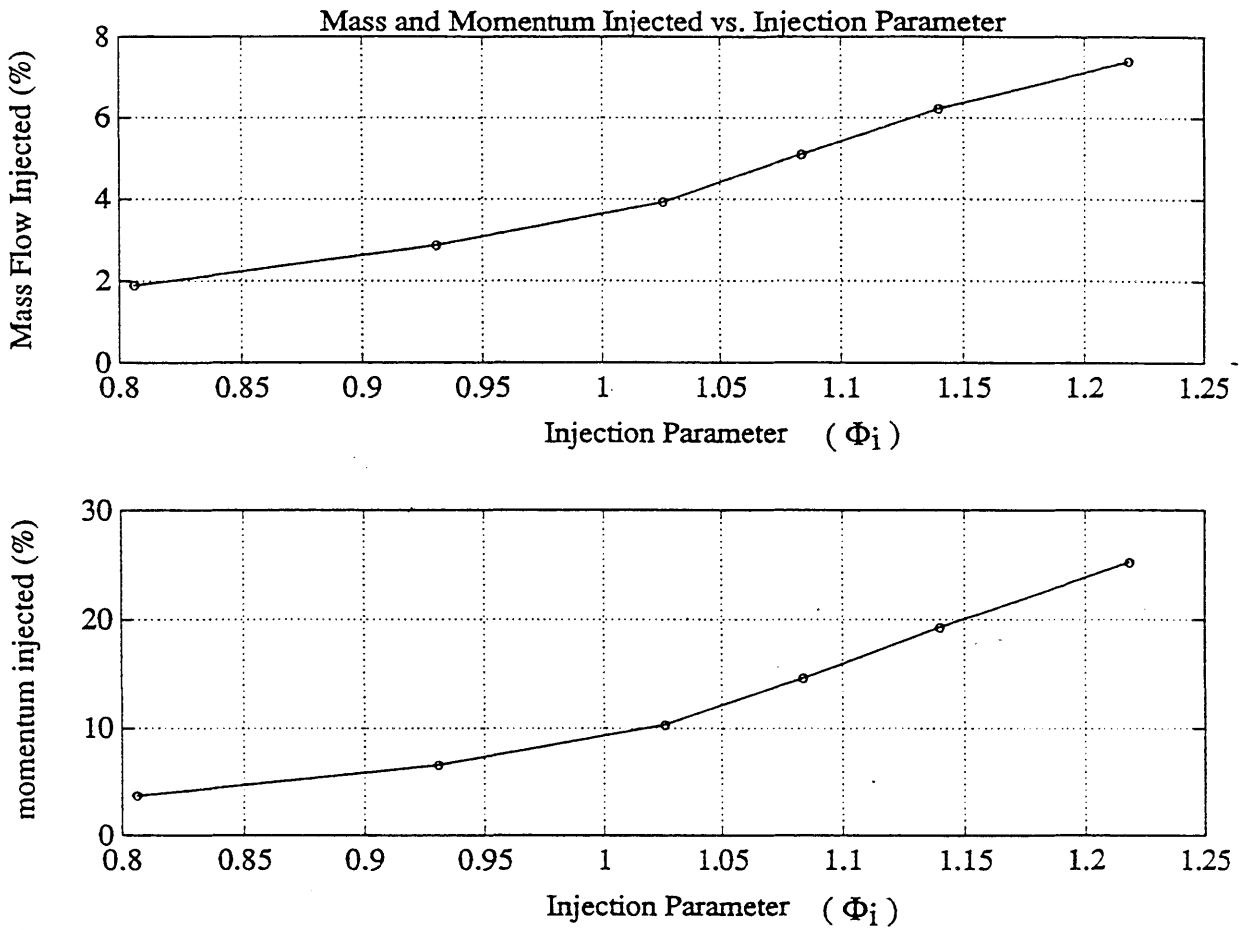 Mass and Momentum Injected vs. Injection Parameter
Mass Flow Injected (%)
8
6
4
2
0
0.8 0.85 0.9 0.95 1 1.05 1.1 1.15 1.2 1.25
Injection Parameter ( Φi )
momentum injected (%)
30
20
10
0
0.8 0.85 0.9 0.95 1 1.05 1.1 1.15 1.2 1.25
Injection Parameter ( Φi )